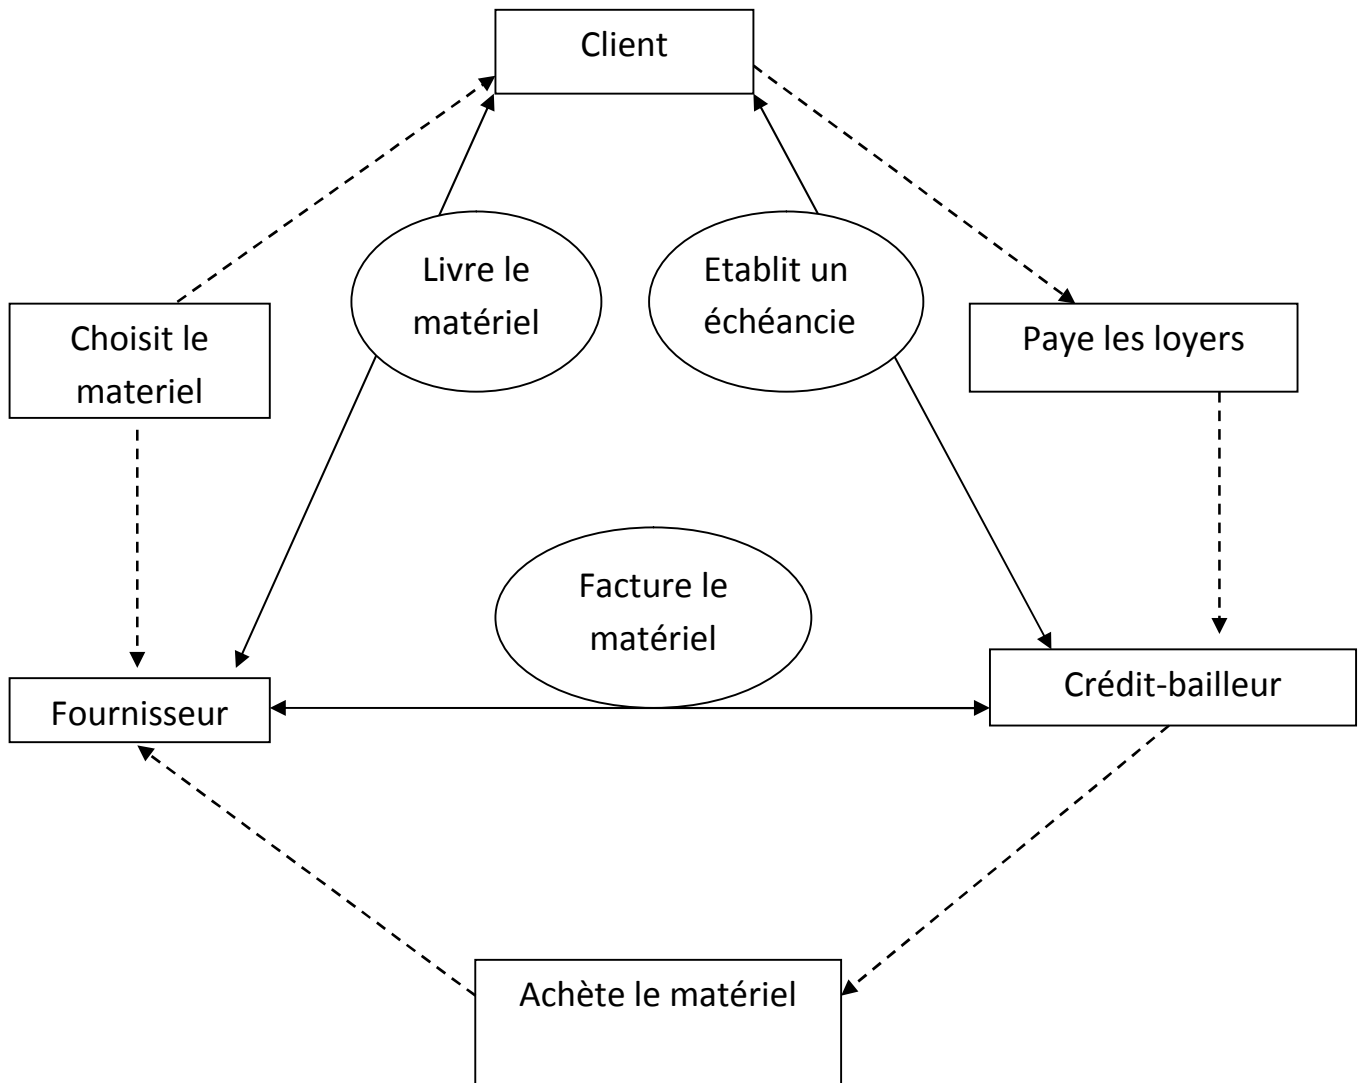 Client
Livre le
matériel
Etablit un
échéancie
Choisit le
materiel
Paye les loyers
Facture le
matériel
Fournisseur
Crédit-bailleur
Achète le matériel